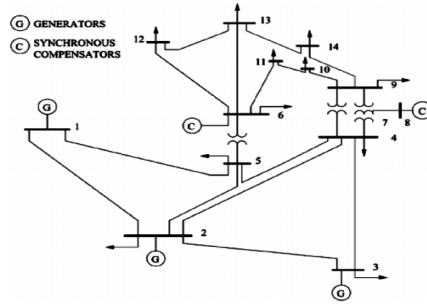 G GENERATORS
C SYNCHRONOUS
COMPENSATORS
13
12
14
11
10
9
G
C
6
7
8
C
1
4
5
2
G
3
G